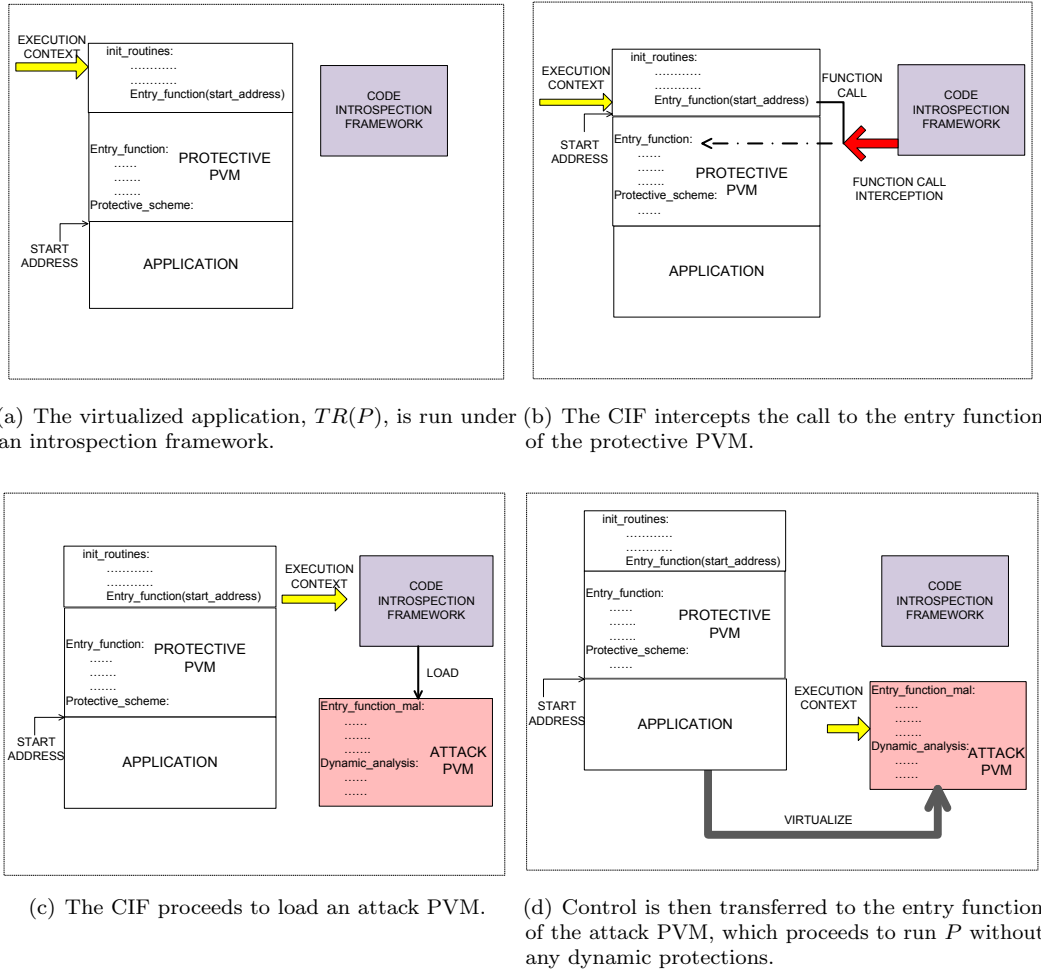 EXECUTION
CONTEXT
init_routines:
............
............
Entry_function(start_address)
CODE
INTROSPECTION
FRAMEWORK
Entry_function:
......
.......
.......
Protective_scheme:
PROTECTIVE
PVM
START
ADDRESS
APPLICATION
EXECUTION
CONTEXT
init_routines:
............
............
Entry_function(start_address)
FUNCTION
CALL
CODE
INTROSPECTION
FRAMEWORK
START
ADDRESS
Entry_function:
......
.......
.......
Protective_scheme:
......
PROTECTIVE
PVM
FUNCTION CALL
INTERCEPTION
APPLICATION
(a) The virtualized application, TR(P), is run under
an introspection framework.
(b) The CIF intercepts the call to the entry function
of the protective PVM.
init_routines:
............
............
Entry_function(start_address)
EXECUTION
CONTEXT
CODE
INTROSPECTION
FRAMEWORK
Entry_function:
......
.......
.......
Protective_scheme:
PROTECTIVE
PVM
LOAD
START
ADDRESS
APPLICATION
Entry_function_mal:
......
......
.......
Dynamic_analysis:
......
......
ATTACK
PVM
init_routines:
............
............
Entry_function(start_address)
CODE
INTROSPECTION
FRAMEWORK
Entry_function:
......
.......
.......
Protective_scheme:
......
PROTECTIVE
PVM
START
ADDRESS
APPLICATION
EXECUTION
CONTEXT
Entry_function_mal:
......
.......
.......
Dynamic_analysis:
......
......
ATTACK
PVM
VIRTUALIZE
(c) The CIF proceeds to load an attack PVM.
(d) Control is then transferred to the entry function
of the attack PVM, which proceeds to run P without
any dynamic protections.